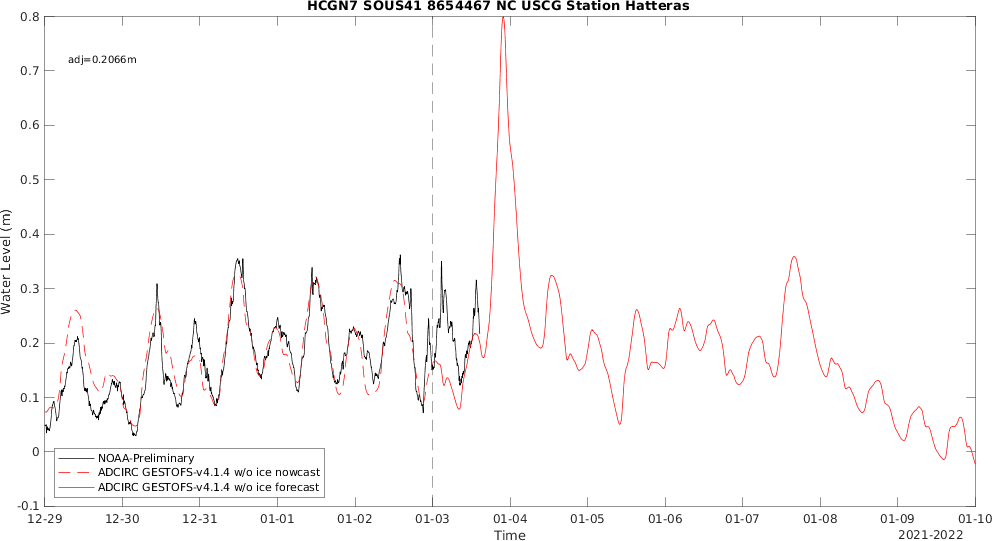 HCGN7 SOUS41 8654467 NC USCG Station Hatteras
adj=0.2066m
Water Level (m)
0.8
0.7
0.6
0.5
0.4
0.3
0.2
0.1
0
-0.1
NOAA-Preliminary
ADCIRC GESTOFS-v4.1.4 w/o ice nowcast
ADCIRC GESTOFS-v4.1.4 w/o ice forecast
12-29 12-30 12-31 01-01 01-02 01-03 01-04 01-05 01-06 01-07 01-08 01-09 01-10
Time
2021-2022